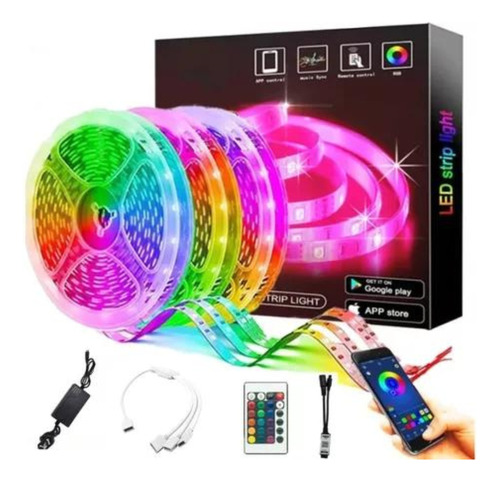 APP control
music Sync
Remote control
RGB
LED strip light
STRIP LIGHT
GET IT ON
Google play
APP store